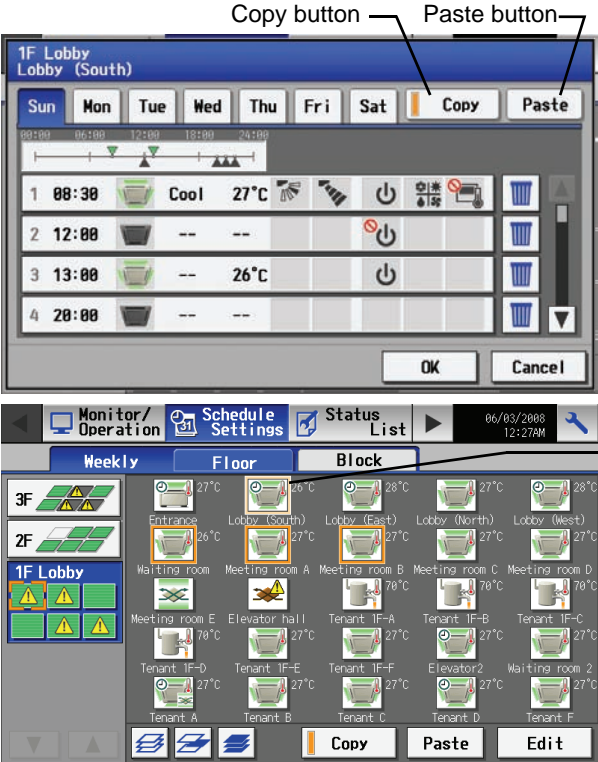 Copy button Paste button
1F Lobby
Lobby (South)
Sun Mon Tue Wed Thu Fri Sat Copy Paste
00:00 06:00 12:00 18:00 24:00
1 08:30 Cool 27°C
2 12:00 -- --
3 13:00 -- 26°C
4 20:00 -- --
OK Cancel
Monitor/ Operation Schedule Settings Status List 06/03/2008 12:27AM
31
Weekly Floor Block
3F
27°C 26°C 28°C 27°C 28°C
Entrance Lobby (South) Lobby (East) Lobby (North) Lobby (West)
2F
26°C 27°C 27°C 27°C 27°C
Waiting room Meeting room A Meeting room B Meeting room C Meeting room D
1F Lobby
70°C 70°C 70°C
Meeting room E Elevator hall Tenant 1F-A Tenant 1F-B Tenant 1F-C
70°C 27°C 27°C 27°C 27°C
Tenant 1F-D Tenant 1F-E Tenant 1F-F Elevator2 Waiting room 2
27°C 27°C 27°C 27°C 27°C
Tenant A Tenant B Tenant C Tenant D Tenant F
Copy Paste Edit